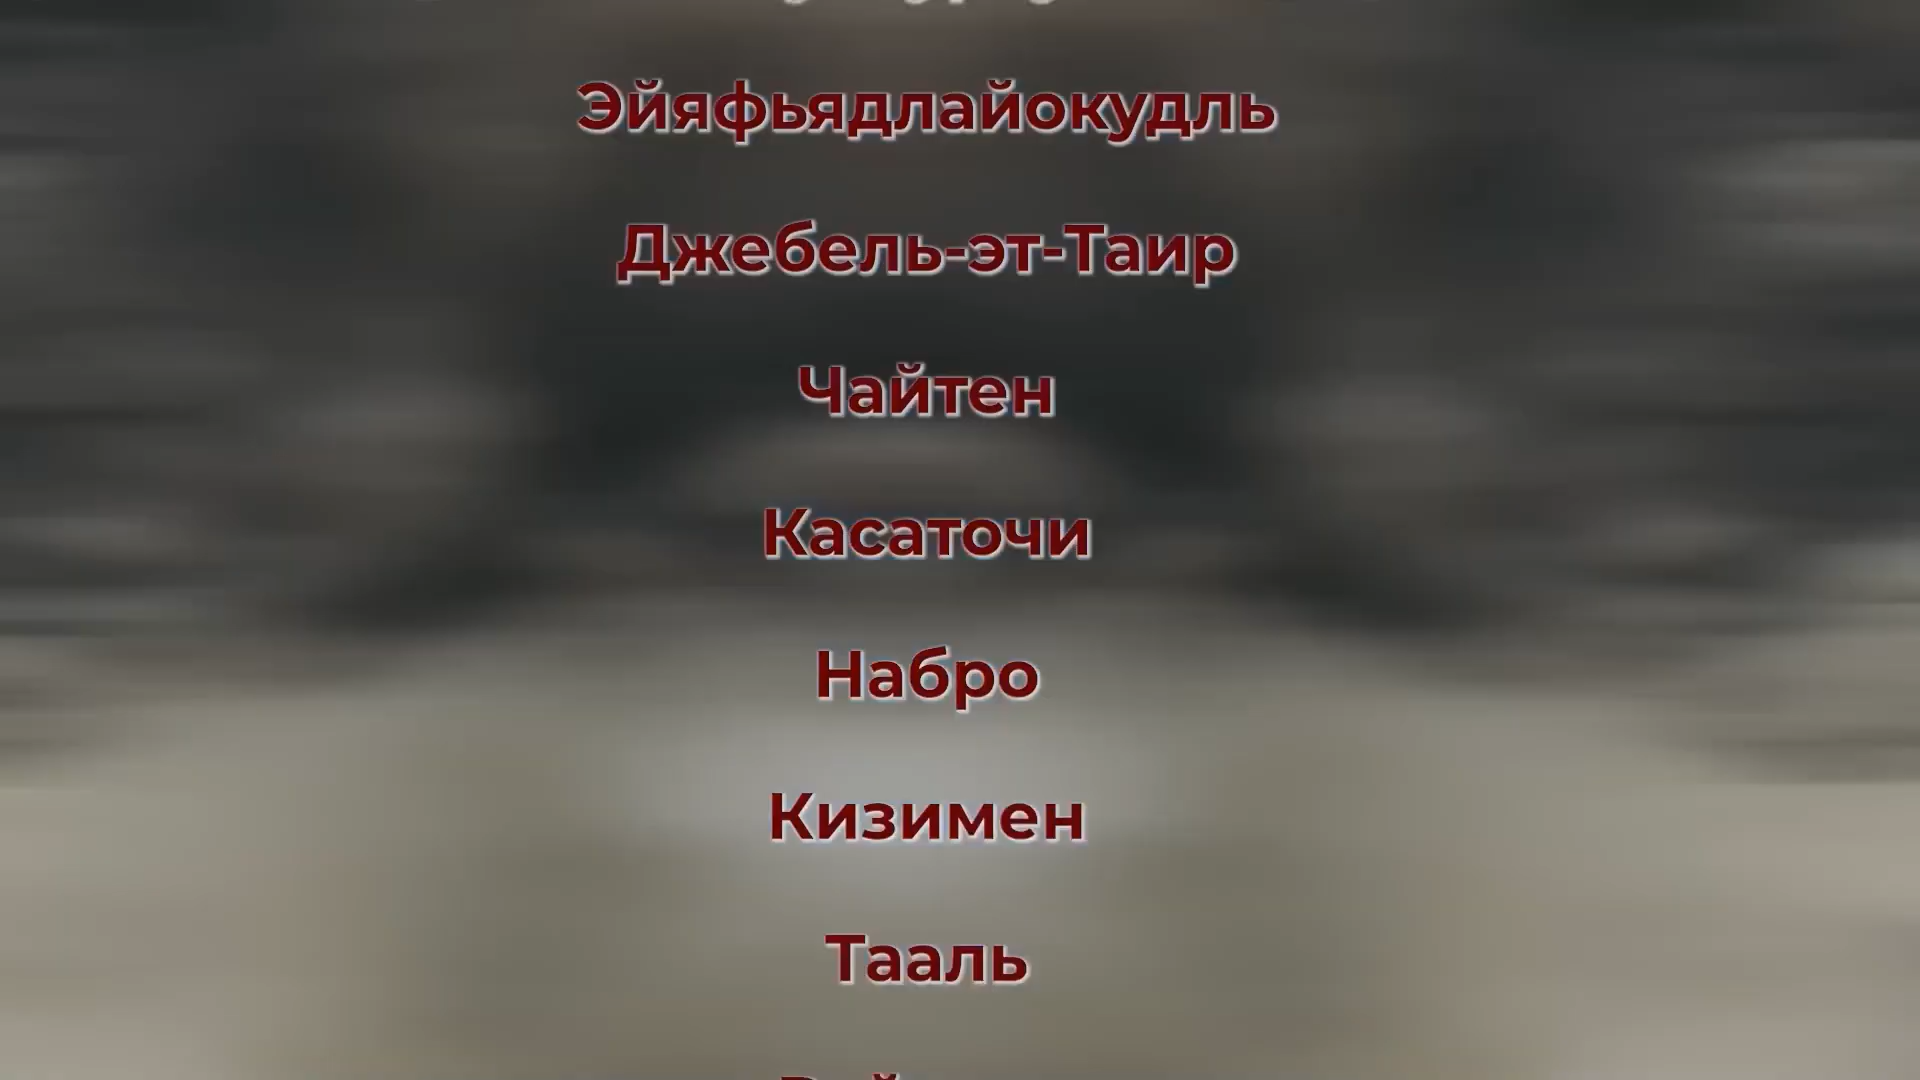 Эйяфьядлайокудль
Джебель-эт-Таир
Чайтен
Касаточи
Набро
Кизимен
Тааль